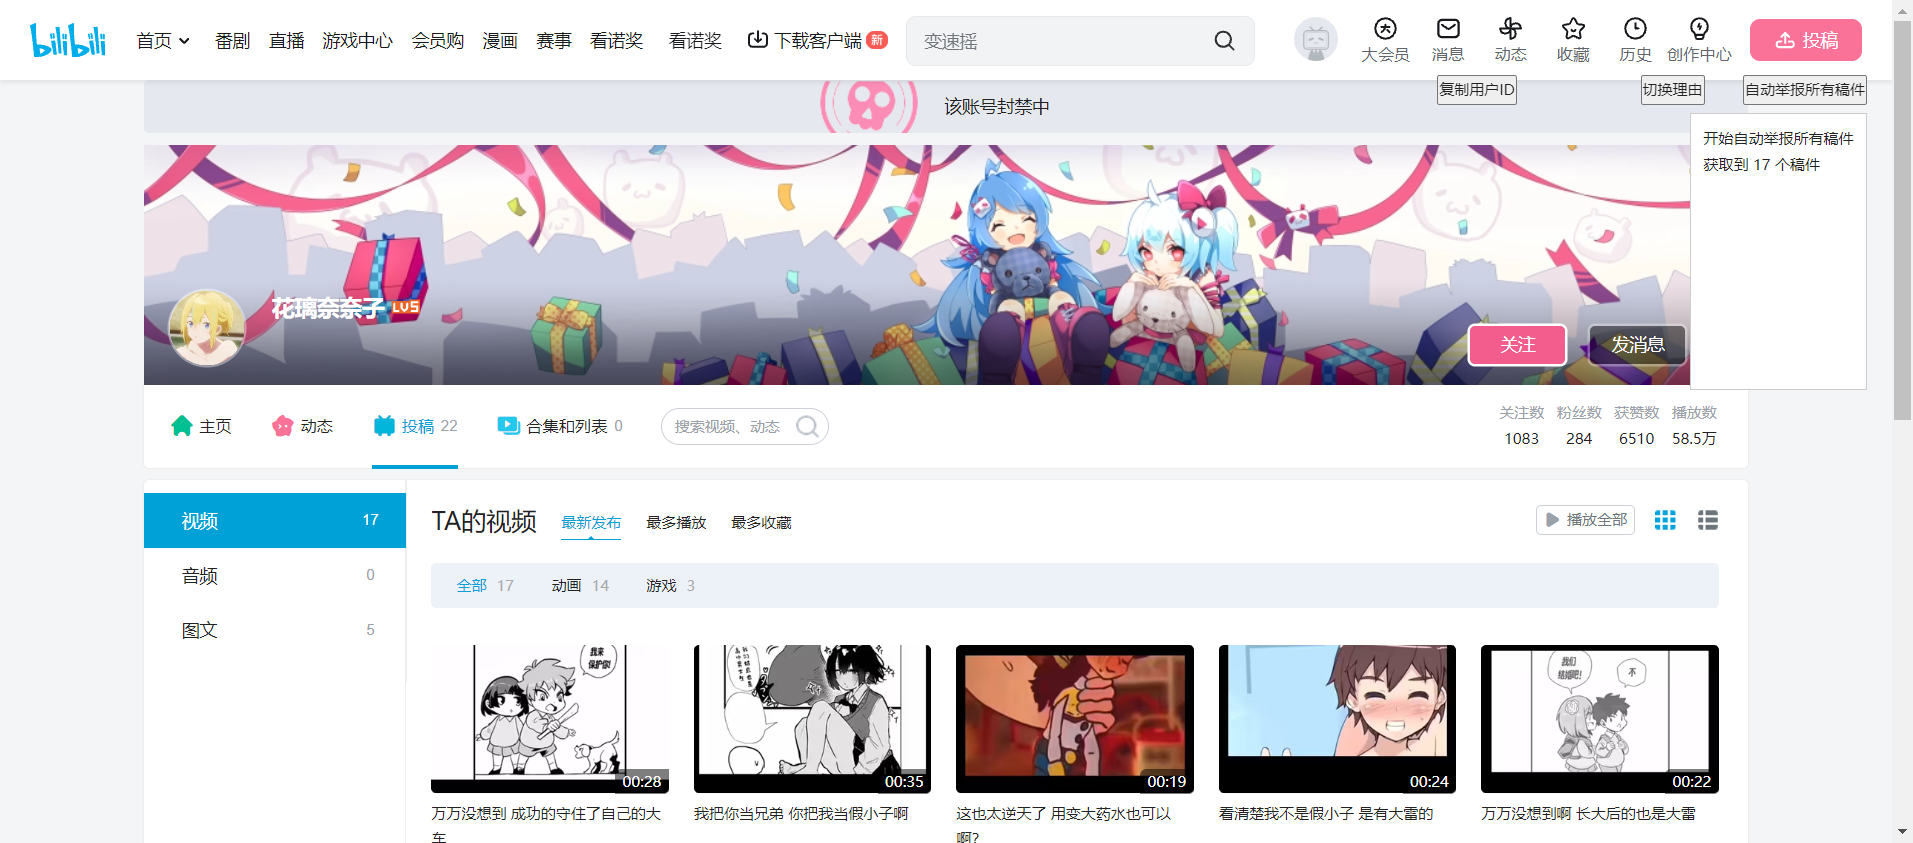 bilibili
首页 番剧 直播 游戏中心 会员购 漫画 赛事 看诺奖 看诺奖 下载客户端 新 变速摇 大会员 消息 动态 收藏 历史 创作中心 投稿
复制用户ID 切换理由 自动举报所有稿件
该账号封禁中
开始自动举报所有稿件
获取到 17 个稿件
花璃奈奈子 LV5
关注 发消息
主页 动态 投稿 22 合集和列表 0 搜索视频、动态
关注数 粉丝数 获赞数 播放数
1083 284 6510 58.5万
视频 17
音频 0
图文 5
TA的视频 最新发布 最多播放 最多收藏 播放全部
全部 17 动画 14 游戏 3
我来
保护你!
00:28
00:35
00:19
00:24
我们
结婚吧!
不
00:22
万万没想到 成功的守住了自己的大
车
我把你当兄弟 你把我当假小子啊
这也太逆天了 用变大药水也可以
啊?
看清楚我不是假小子 是有大雷的
万万没想到啊 长大后的也是大雷